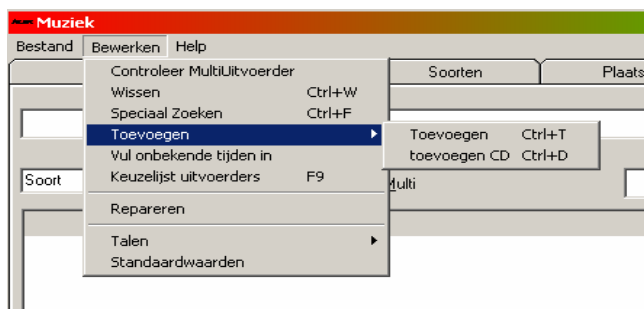 Muziek
Bestand Bewerken Help
Controleer MultiUitvoerder
Wissen Ctrl+W
Speciaal Zoeken Ctrl+F
Toevoegen
Vul onbekende tijden in
Keuzelijst uitvoerders F9
Repareren
Talen
Standaardwaarden
Toevoegen Ctrl+T
toevoegen CD Ctrl+D
Soorten Plaats
Soort Multi